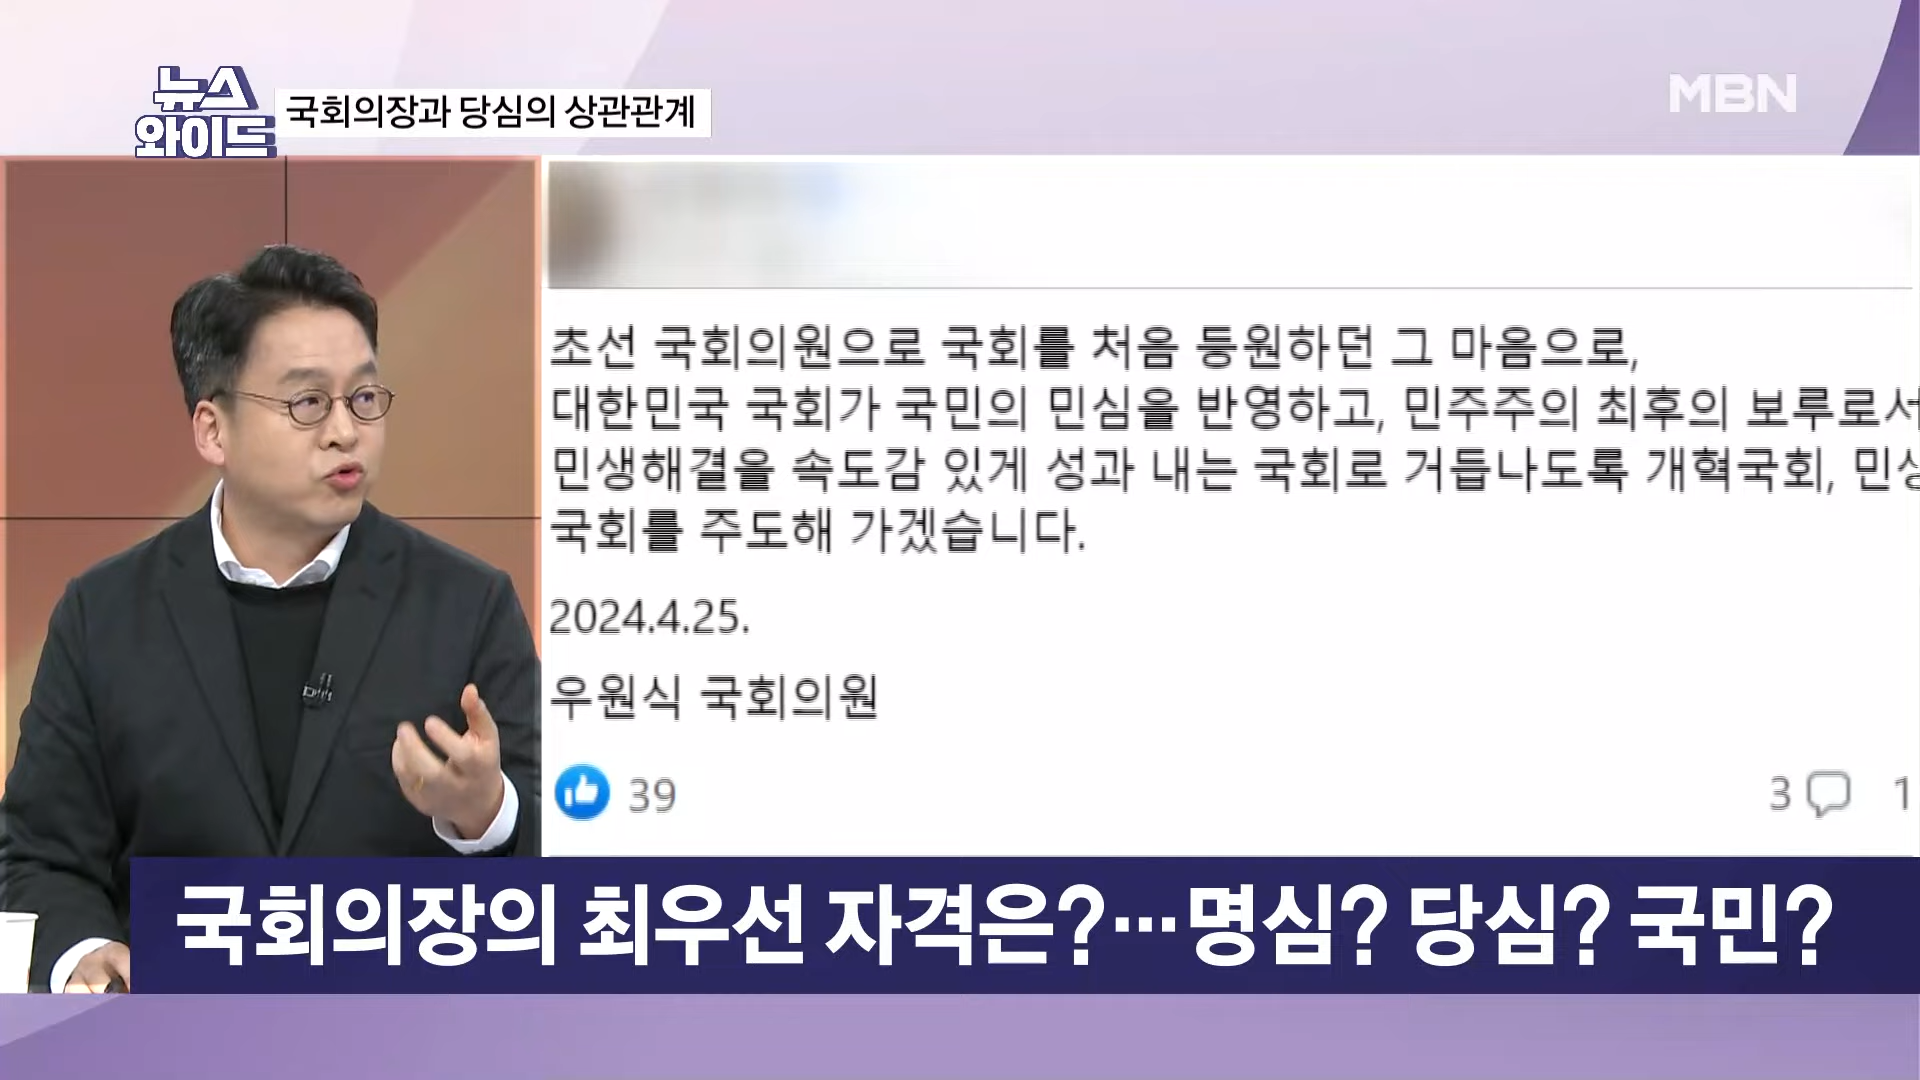 뉴스
와이드
국회의장과 당심의 상관관계
MBN
초선 국회의원으로 국회를 처음 등원하던 그 마음으로,
대한민국 국회가 국민의 민심을 반영하고, 민주주의 최후의 보루로서
민생해결을 속도감 있게 성과 내는 국회로 거듭나도록 개혁국회, 민생
국회를 주도해 가겠습니다.
2024.4.25.
우원식 국회의원
39
3
1
국회의장의 최우선 자격은?…명심? 당심? 국민?